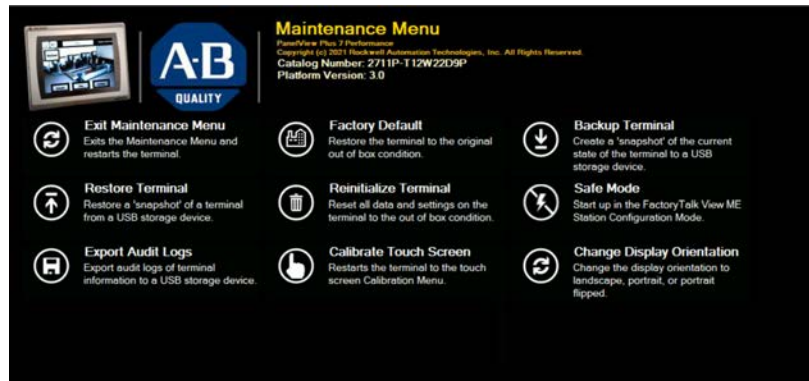 A·B
QUALITY
Maintenance Menu
PanelView Plus 7 Performance
Copyright (c) 2021 Rockwell Automation Technologies, Inc. All Rights Reserved.
Catalog Number: 2711P-T12W22D9P
Platform Version: 3.0
Exit Maintenance Menu
Exits the Maintenance Menu and
restarts the terminal.
Factory Default
Restore the terminal to the original
out of box condition.
Backup Terminal
Create a 'snapshot' of the current
state of the terminal to a USB
storage device.
Restore Terminal
Restore a 'snapshot' of a terminal
from a USB storage device.
Reinitialize Terminal
Reset all data and settings on the
terminal to the out of box condition.
Safe Mode
Start up in the FactoryTalk View ME
Station Configuration Mode.
Export Audit Logs
Export audit logs of terminal
information to a USB storage device.
Calibrate Touch Screen
Restarts the terminal to the touch
screen Calibration Menu.
Change Display Orientation
Change the display orientation to
landscape, portrait, or portrait
flipped.